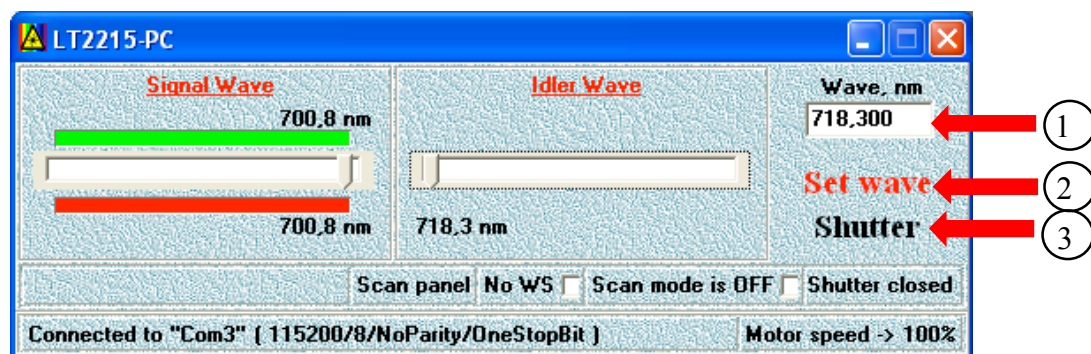 LT2215-PC
Signal Wave
700,8 nm
700,8 nm
Idler Wave
718,3 nm
Wave, nm
718,300
Set wave
Shutter
1
2
3
Scan panel No WS Scan mode is OFF Shutter closed
Connected to "Com3" ( 115200/8/NoParity/OneStopBit ) Motor speed -> 100%